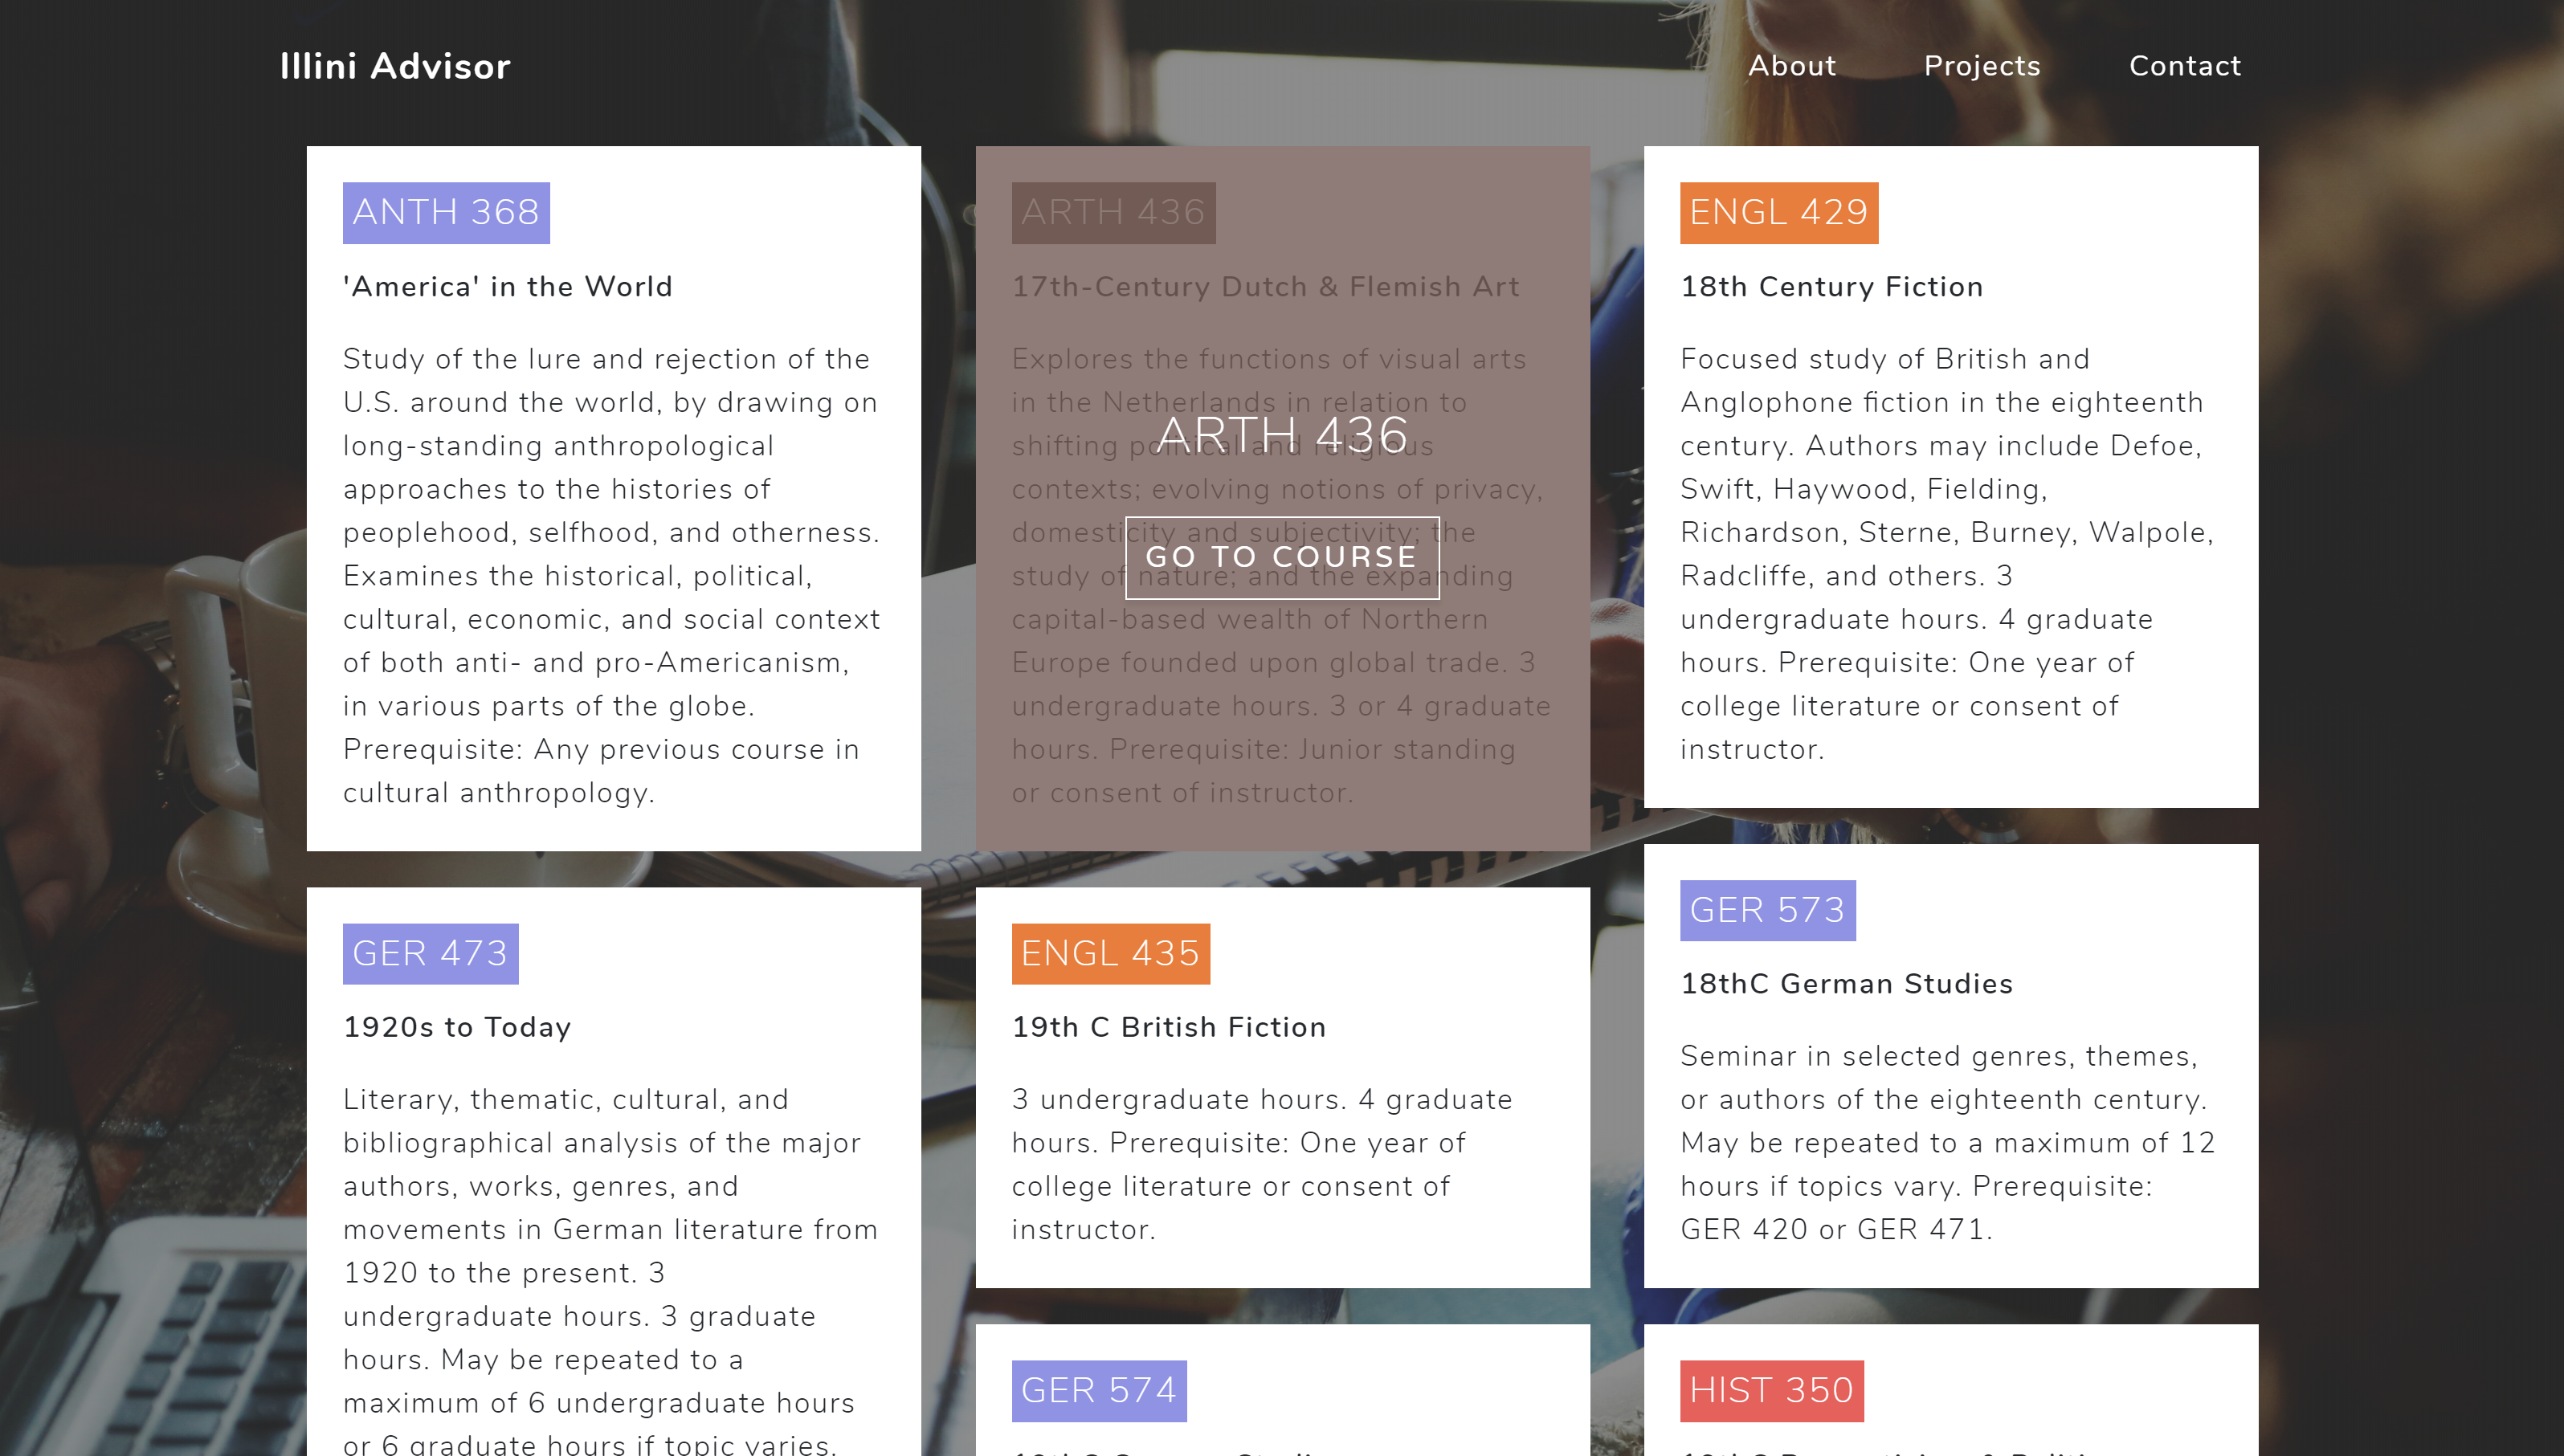 Illini Advisor
About
Projects
Contact
ANTH 368
'America' in the World
Study of the lure and rejection of the
U.S. around the world, by drawing on
long-standing anthropological
approaches to the histories of
peoplehood, selfhood, and otherness.
Examines the historical, political,
cultural, economic, and social context
of both anti- and pro-Americanism,
in various parts of the globe.
Prerequisite: Any previous course in
cultural anthropology.
ARTH 436
17th-Century Dutch & Flemish Art
Explores the functions of visual arts
in the Netherlands in relation to
shifting political and religious
contexts; evolving notions of privacy,
domesticity and subjectivity; the
study of nature; and the expanding
capital-based wealth of Northern
Europe founded upon global trade. 3
undergraduate hours. 3 or 4 graduate
hours. Prerequisite: Junior standing
or consent of instructor.
ARTH 436
GO TO COURSE
ENGL 429
18th Century Fiction
Focused study of British and
Anglophone fiction in the eighteenth
century. Authors may include Defoe,
Swift, Haywood, Fielding,
Richardson, Sterne, Burney, Walpole,
Radcliffe, and others. 3
undergraduate hours. 4 graduate
hours. Prerequisite: One year of
college literature or consent of
instructor.
GER 473
1920s to Today
Literary, thematic, cultural, and
bibliographical analysis of the major
authors, works, genres, and
movements in German literature from
1920 to the present. 3
undergraduate hours. 3 graduate
hours. May be repeated to a
maximum of 6 undergraduate hours
or 6 graduate hours if topic varies.
ENGL 435
19th C British Fiction
3 undergraduate hours. 4 graduate
hours. Prerequisite: One year of
college literature or consent of
instructor.
GER 573
18thC German Studies
Seminar in selected genres, themes,
or authors of the eighteenth century.
May be repeated to a maximum of 12
hours if topics vary. Prerequisite:
GER 420 or GER 471.
GER 574
HIST 350